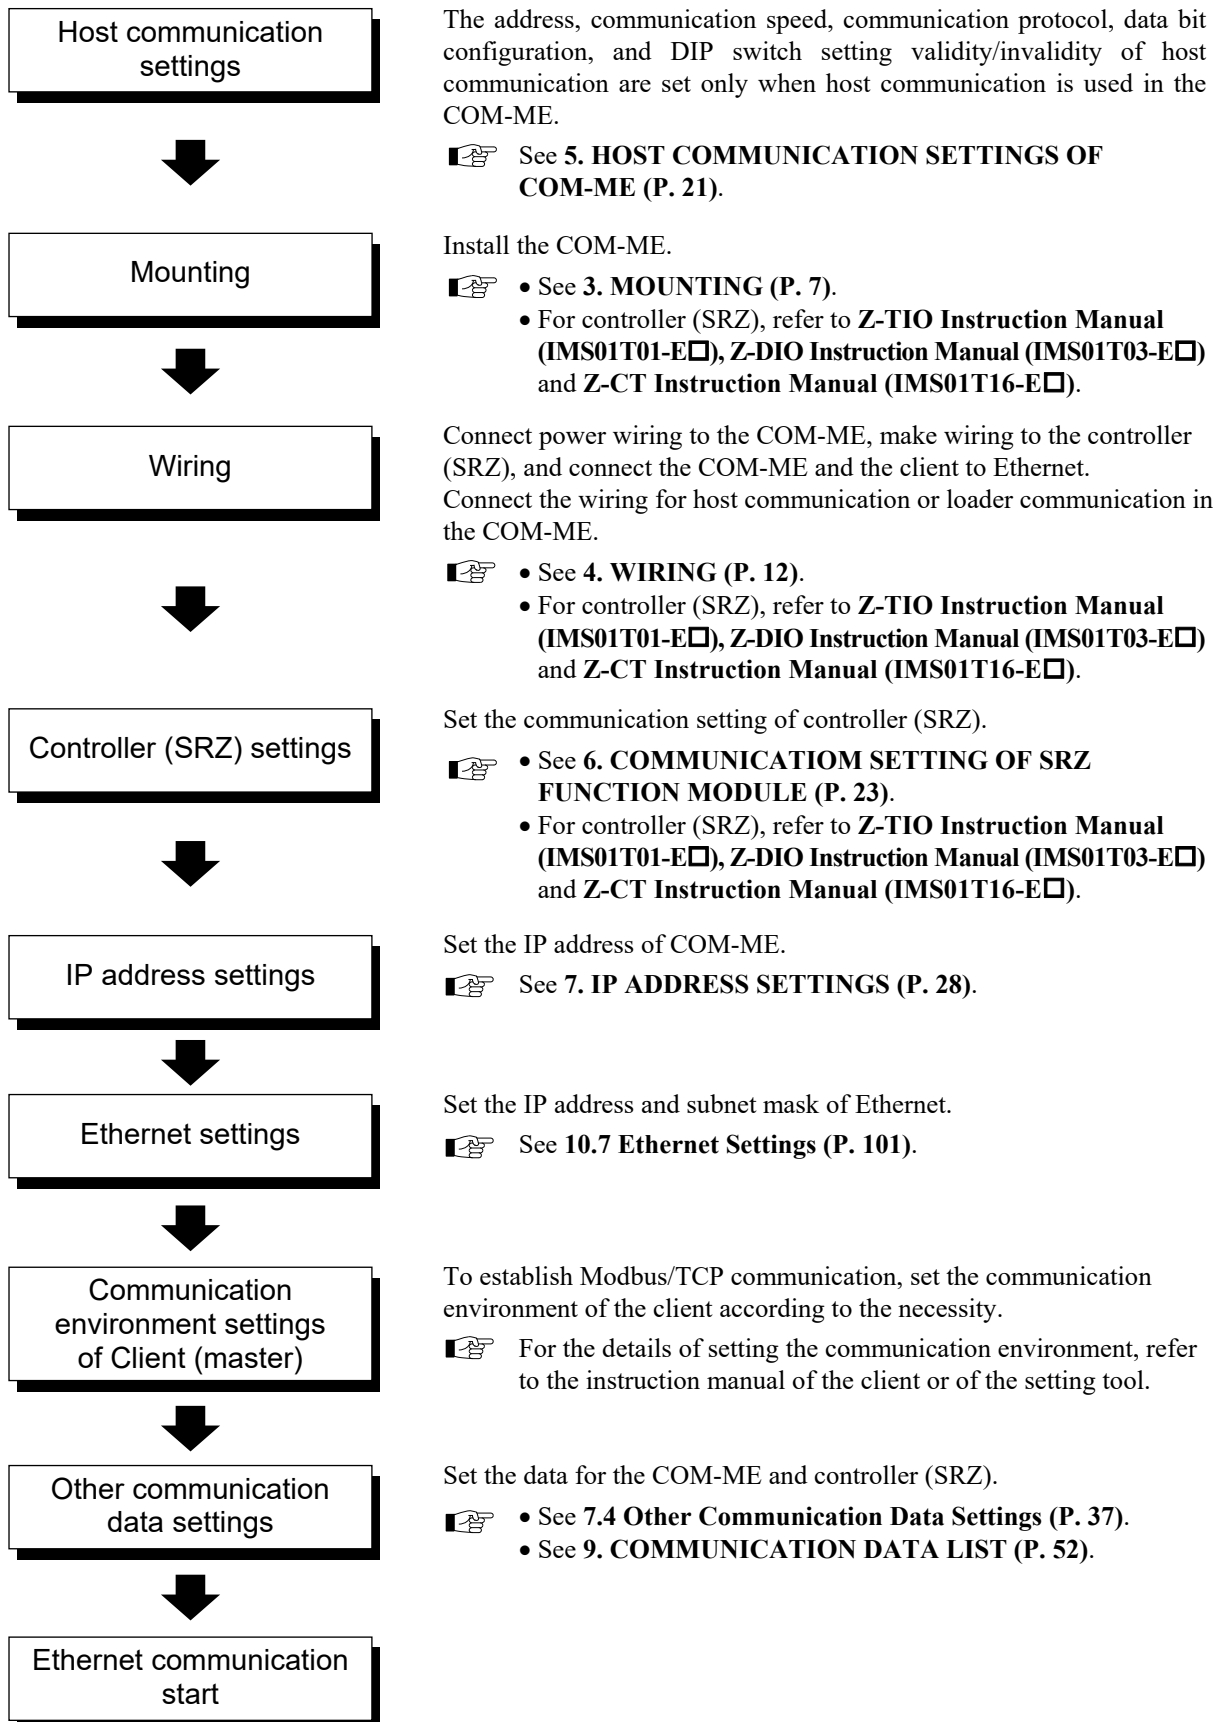 Host communication
settings
The address, communication speed, communication protocol, data bit
configuration, and DIP switch setting validity/invalidity of host
communication are set only when host communication is used in the
COM-ME.
See 5. HOST COMMUNICATION SETTINGS OF
COM-ME (P. 21).
Mounting
Install the COM-ME.
• See 3. MOUNTING (P. 7).
• For controller (SRZ), refer to Z-TIO Instruction Manual
(IMS01T01-E□), Z-DIO Instruction Manual (IMS01T03-E□)
and Z-CT Instruction Manual (IMS01T16-E□).
Wiring
Connect power wiring to the COM-ME, make wiring to the controller
(SRZ), and connect the COM-ME and the client to Ethernet.
Connect the wiring for host communication or loader communication in
the COM-ME.
• See 4. WIRING (P. 12).
• For controller (SRZ), refer to Z-TIO Instruction Manual
(IMS01T01-E□), Z-DIO Instruction Manual (IMS01T03-E□)
and Z-CT Instruction Manual (IMS01T16-E□).
Controller (SRZ) settings
Set the communication setting of controller (SRZ).
• See 6. COMMUNICATIOM SETTING OF SRZ
FUNCTION MODULE (P. 23).
• For controller (SRZ), refer to Z-TIO Instruction Manual
(IMS01T01-E□), Z-DIO Instruction Manual (IMS01T03-E□)
and Z-CT Instruction Manual (IMS01T16-E□).
IP address settings
Set the IP address of COM-ME.
See 7. IP ADDRESS SETTINGS (P. 28).
Ethernet settings
Set the IP address and subnet mask of Ethernet.
See 10.7 Ethernet Settings (P. 101).
Communication
environment settings
of Client (master)
To establish Modbus/TCP communication, set the communication
environment of the client according to the necessity.
For the details of setting the communication environment, refer
to the instruction manual of the client or of the setting tool.
Other communication
data settings
Set the data for the COM-ME and controller (SRZ).
• See 7.4 Other Communication Data Settings (P. 37).
• See 9. COMMUNICATION DATA LIST (P. 52).
Ethernet communication
start